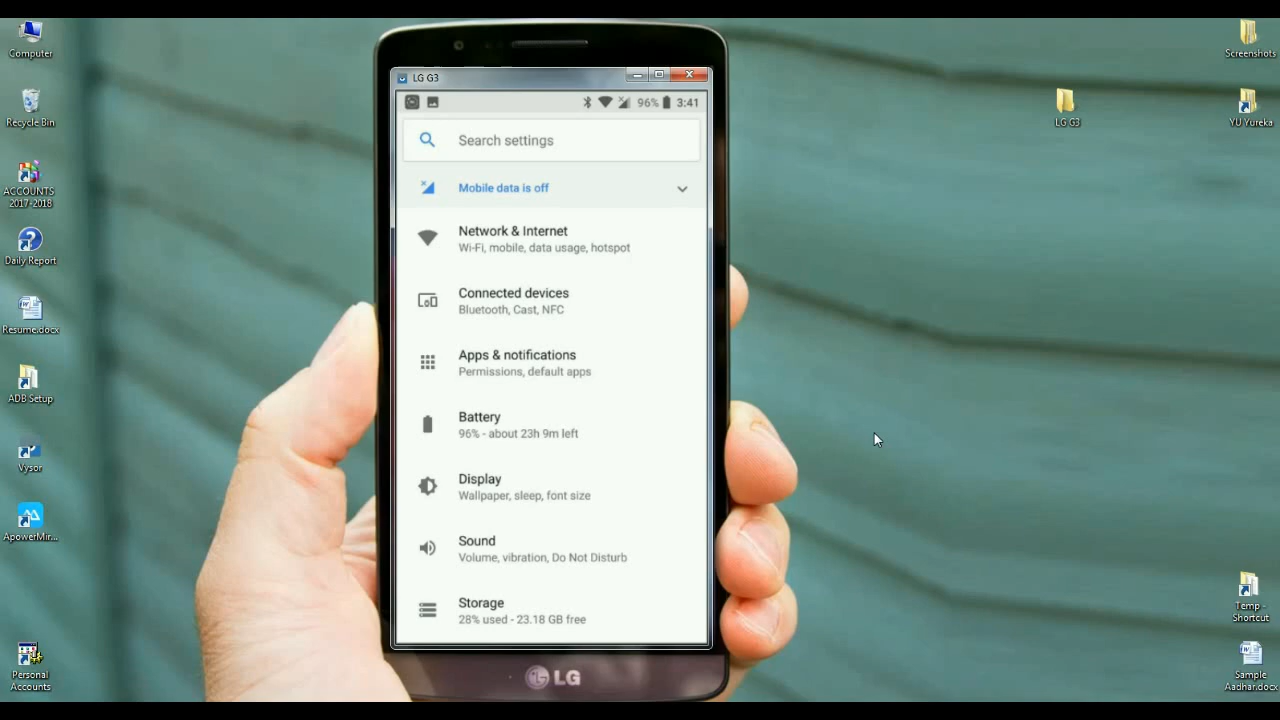 Computer
Recycle Bin
ACCOUNTS
2017-2018
Daily Report
Resume.docx
ADB Setup
Vysor
ApowerMir...
Personal
Accounts
LG G3
96% 3:41
Search settings
Mobile data is off
Network & Internet
Wi-Fi, mobile, data usage, hotspot
Connected devices
Bluetooth, Cast, NFC
Apps & notifications
Permissions, default apps
Battery
96% - about 23h 9m left
Display
Wallpaper, sleep, font size
Sound
Volume, vibration, Do Not Disturb
Storage
28% used - 23.18 GB free
LG
LG G3
Screenshots
YU Yureka
Temp -
Shortcut
Sample
Aadhar.docx